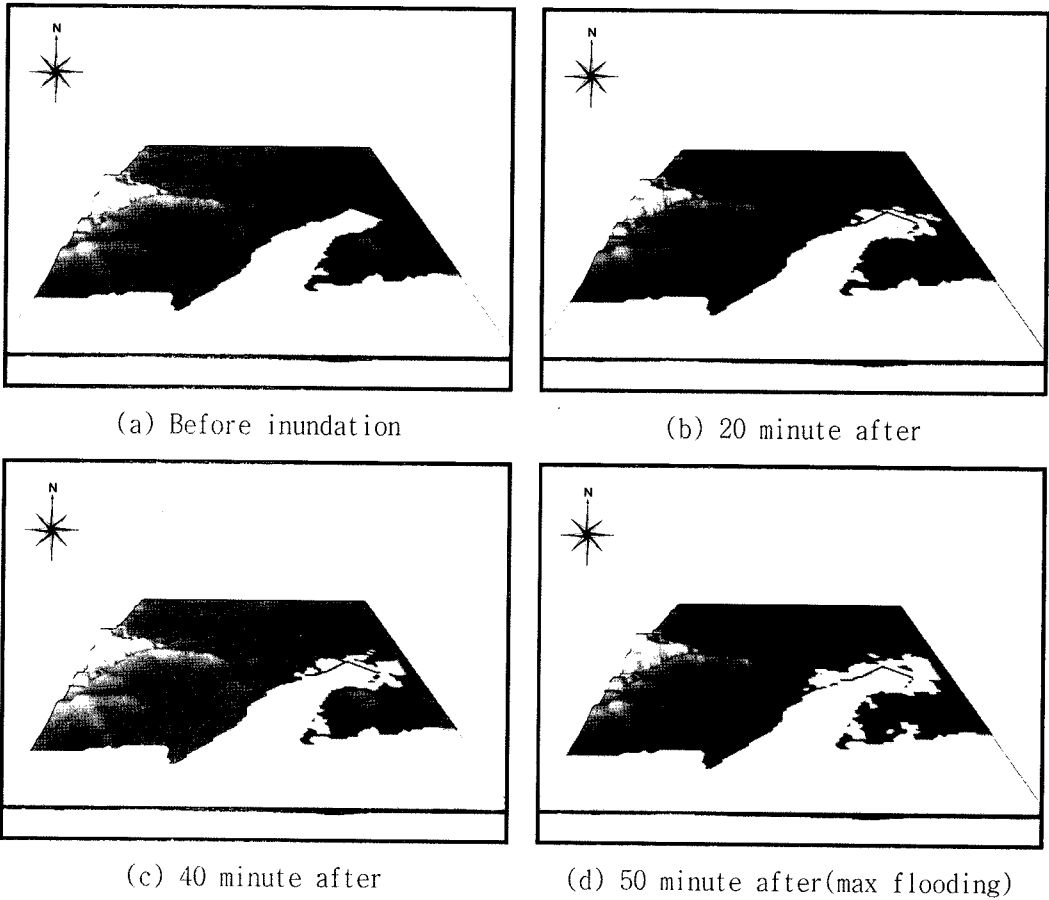 N
N
(a) Before inundation
(b) 20 minute after
N
N
(c) 40 minute after
(d) 50 minute after(max flooding)